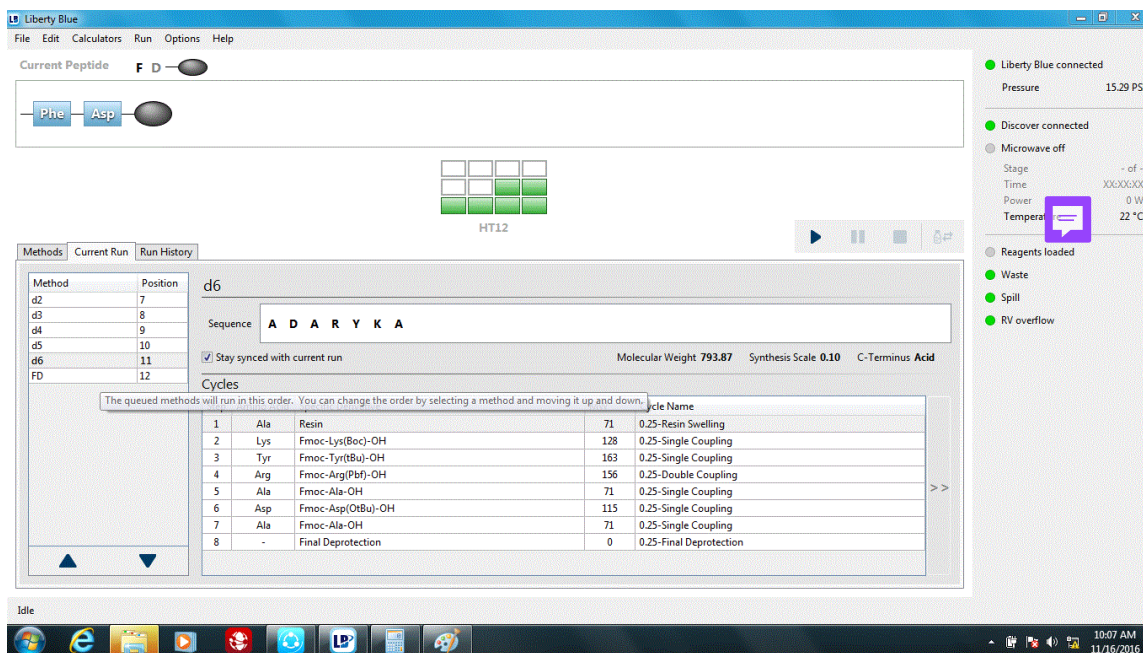 Liberty Blue
File Edit Calculators Run Options Help
Current Peptide F D
Phe Asp
HT12
Methods Current Run Run History
Method Position
d2 7
d3 8
d4 9
d5 10
d6 11
FD 12
d6
Sequence A D A R Y K A
Stay synced with current run Molecular Weight 793.87 Synthesis Scale 0.10 C-Terminus Acid
Cycles
The queued methods will run in this order. You can change the order by selecting a method and moving it up and down.
Cycle Name
1 Ala Resin 71 0.25-Resin Swelling
2 Lys Fmoc-Lys(Boc)-OH 128 0.25-Single Coupling
3 Tyr Fmoc-Tyr(tBu)-OH 163 0.25-Single Coupling
4 Arg Fmoc-Arg(Pbf)-OH 156 0.25-Double Coupling
5 Ala Fmoc-Ala-OH 71 0.25-Single Coupling
6 Asp Fmoc-Asp(OtBu)-OH 115 0.25-Single Coupling
7 Ala Fmoc-Ala-OH 71 0.25-Single Coupling
8 - Final Deprotection 0 0.25-Final Deprotection
>>
Liberty Blue connected
Pressure 15.29 PS
Discover connected
Microwave off
Stage - of -
Time XX:XX:XX
Power 0 W
Temperature 22 °C
Reagents loaded
Waste
Spill
RV overflow
Idle
LB
10:07 AM
11/16/2016